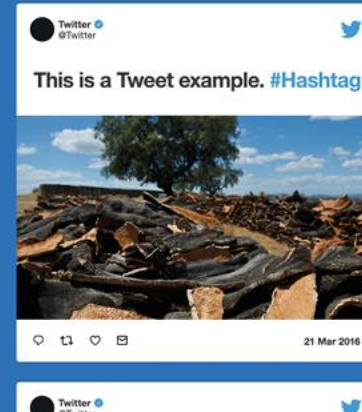 Twitter
@Twitter
This is a Tweet example. #Hashtag
21 Mar 2016
Twitter